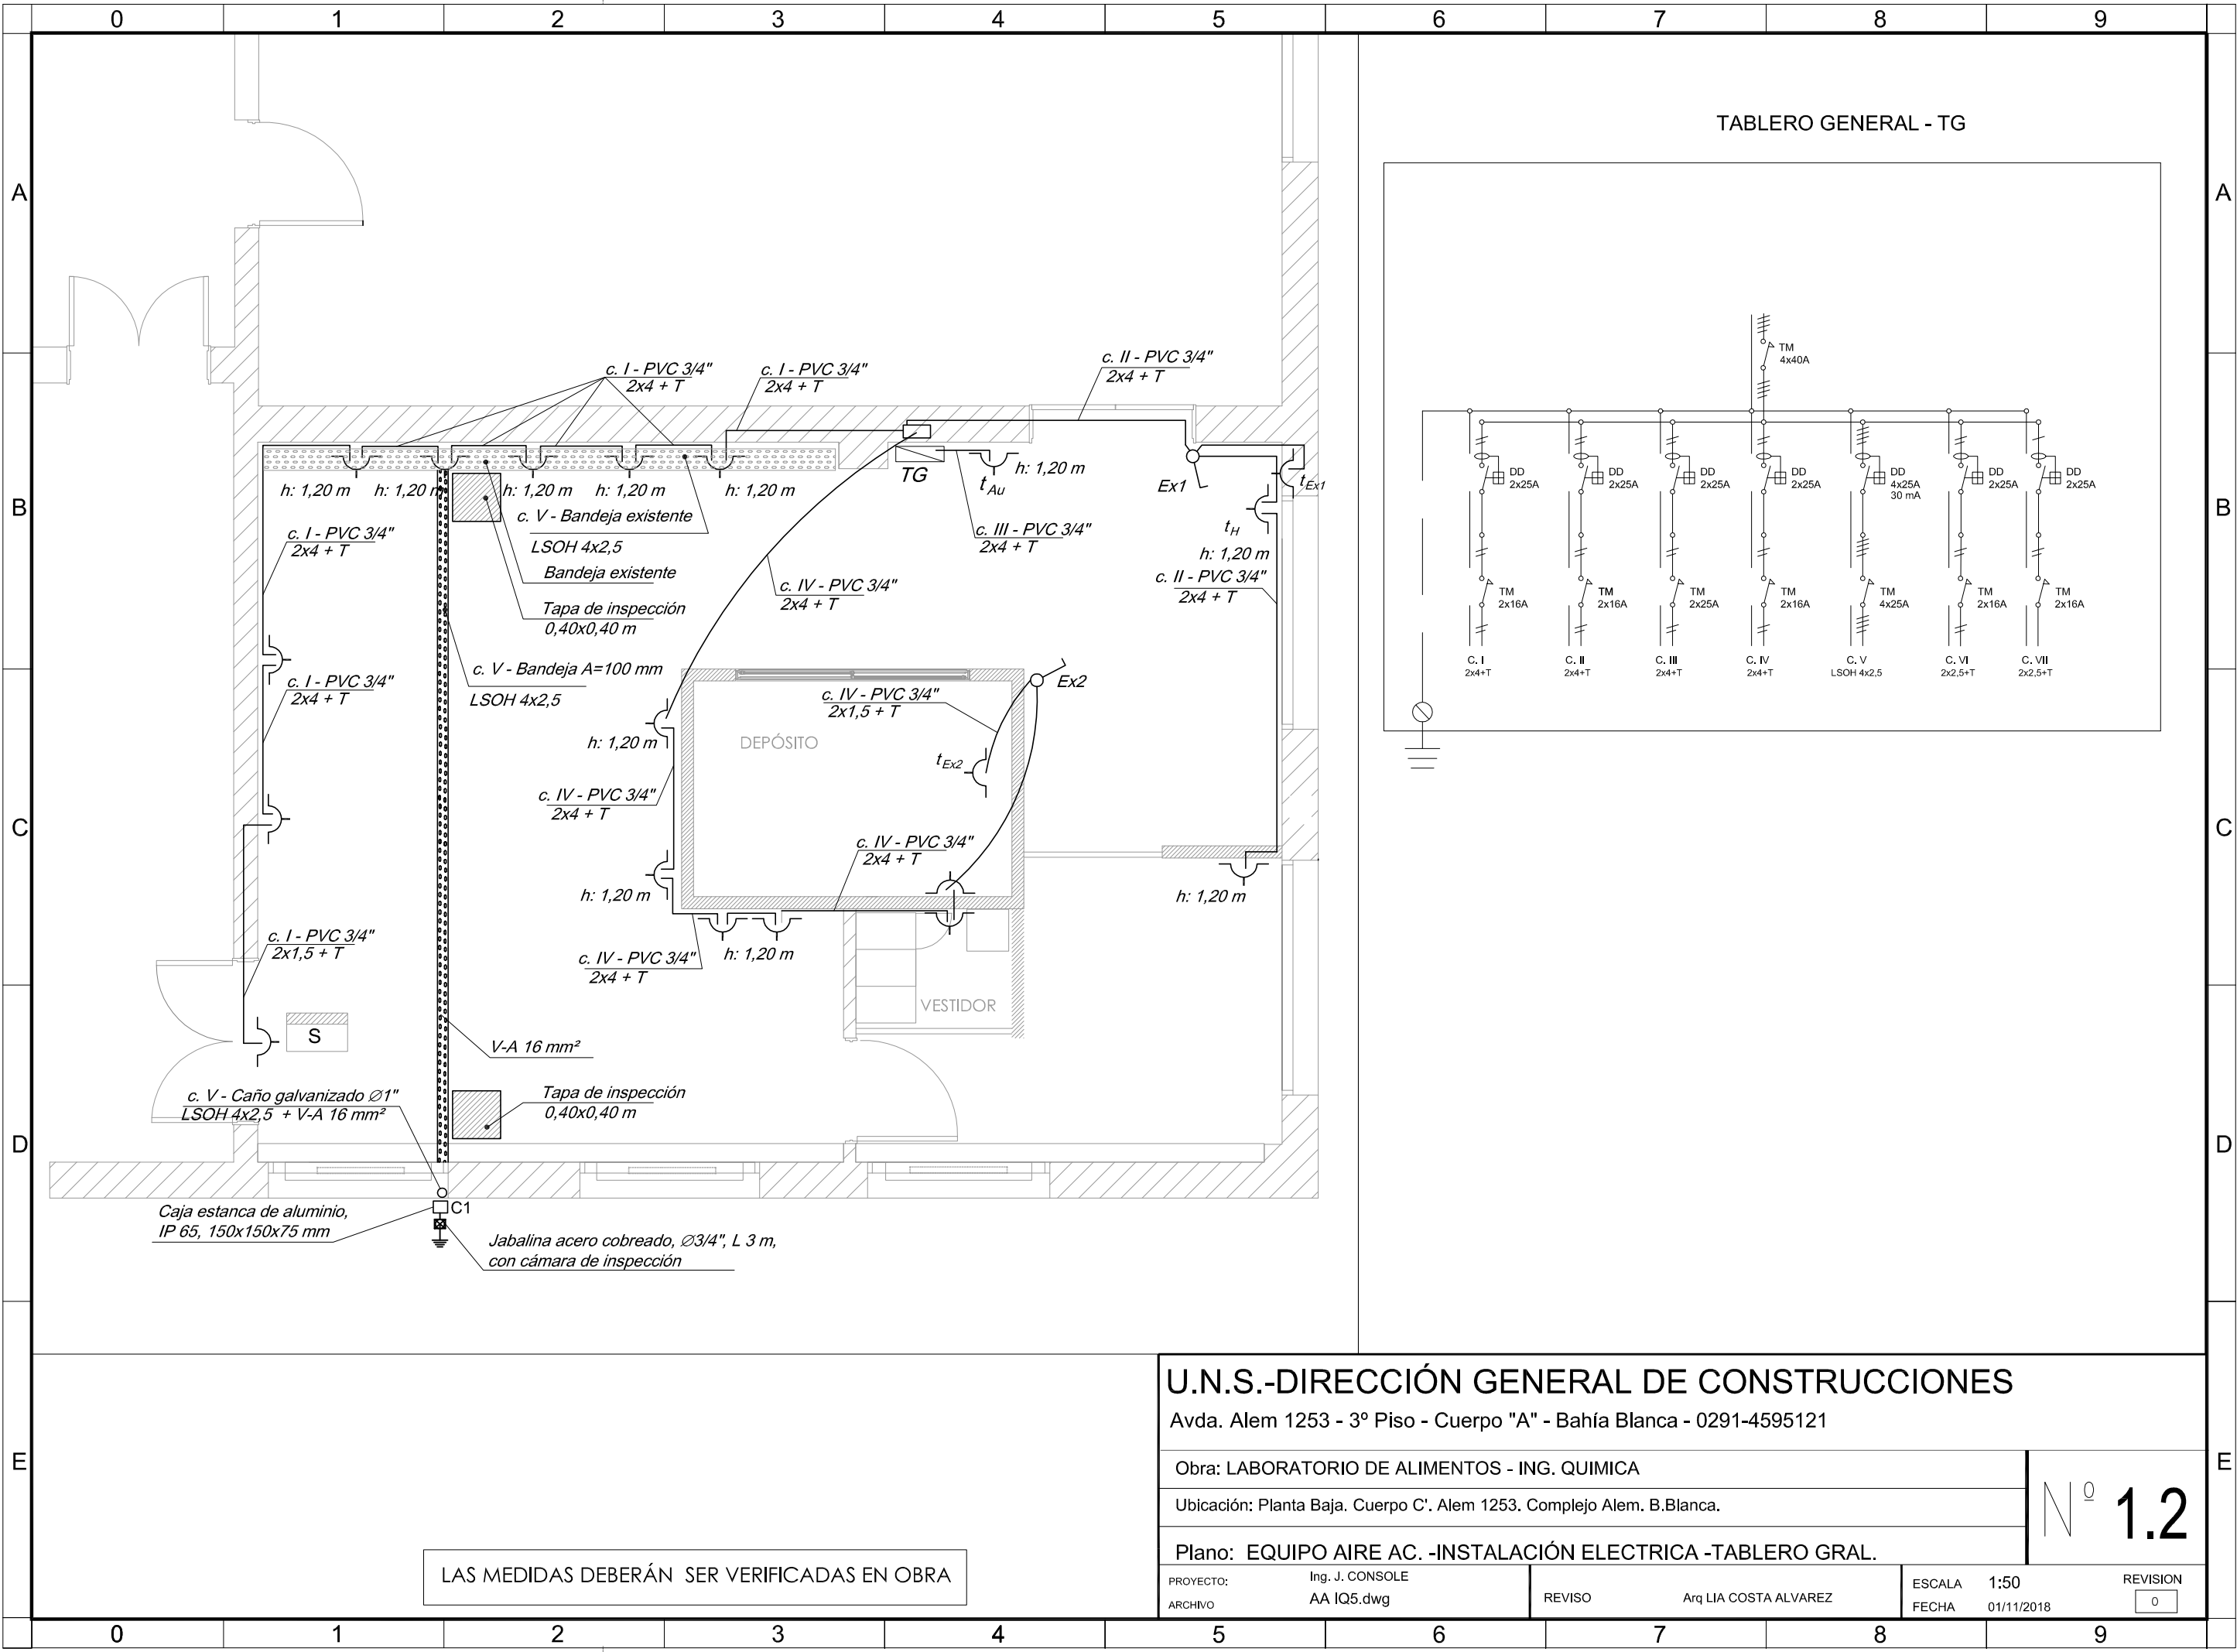 0 1 2 3 4 5 6 7 8 9
TABLERO GENERAL - TG
A A
TM
4x40A
c. I - PVC 3/4"
2x4 + T
c. I - PVC 3/4"
2x4 + T
c. II - PVC 3/4"
2x4 + T
TG
t Au
h: 1,20 m
Ex1
t Ex1
h: 1,20 m
h: 1,20 m
h: 1,20 m
h: 1,20 m
h: 1,20 m
B B
c. V - Bandeja existente
LSOH 4x2,5
Bandeja existente
Tapa de inspección
0,40x0,40 m
c. I - PVC 3/4"
2x4 + T
c. III - PVC 3/4"
2x4 + T
t H
h: 1,20 m
c. II - PVC 3/4"
2x4 + T
c. IV - PVC 3/4"
2x4 + T
DD
2x25A
DD
2x25A
DD
2x25A
DD
2x25A
DD
4x25A
30 mA
DD
2x25A
DD
2x25A
TM
2x16A
TM
2x16A
TM
2x25A
TM
2x16A
TM
4x25A
TM
2x16A
TM
2x16A
C. I
2x4+T
C. II
2x4+T
C. III
2x4+T
C. IV
2x4+T
C. V
LSOH 4x2,5
C. VI
2x2,5+T
C. VII
2x2,5+T
c. I - PVC 3/4"
2x4 + T
c. V - Bandeja A=100 mm
LSOH 4x2,5
Ex2
c. IV - PVC 3/4"
2x1,5 + T
h: 1,20 m
DEPÓSITO
t Ex2
c. IV - PVC 3/4"
2x4 + T
C C
c. IV - PVC 3/4"
2x4 + T
h: 1,20 m
h: 1,20 m
c. I - PVC 3/4"
2x1,5 + T
c. IV - PVC 3/4"
2x4 + T
h: 1,20 m
VESTIDOR
S
V-A 16 mm²
c. V - Caño galvanizado Ø1"
LSOH 4x2,5 + V-A 16 mm²
Tapa de inspección
0,40x0,40 m
D D
C1
Caja estanca de aluminio,
IP 65, 150x150x75 mm
Jabalina acero cobreado, Ø3/4", L 3 m,
con cámara de inspección
U.N.S.-DIRECCIÓN GENERAL DE CONSTRUCCIONES
Avda. Alem 1253 - 3º Piso - Cuerpo "A" - Bahía Blanca - 0291-4595121
E E
Obra: LABORATORIO DE ALIMENTOS - ING. QUIMICA
Ubicación: Planta Baja. Cuerpo C'. Alem 1253. Complejo Alem. B.Blanca.
Nº 1.2
Plano: EQUIPO AIRE AC. -INSTALACIÓN ELECTRICA -TABLERO GRAL.
LAS MEDIDAS DEBERÁN SER VERIFICADAS EN OBRA
PROYECTO: Ing. J. CONSOLE
ARCHIVO AA IQ5.dwg
REVISO Arq LIA COSTA ALVAREZ
ESCALA 1:50
FECHA 01/11/2018
REVISION
0
0 1 2 3 4 5 6 7 8 9